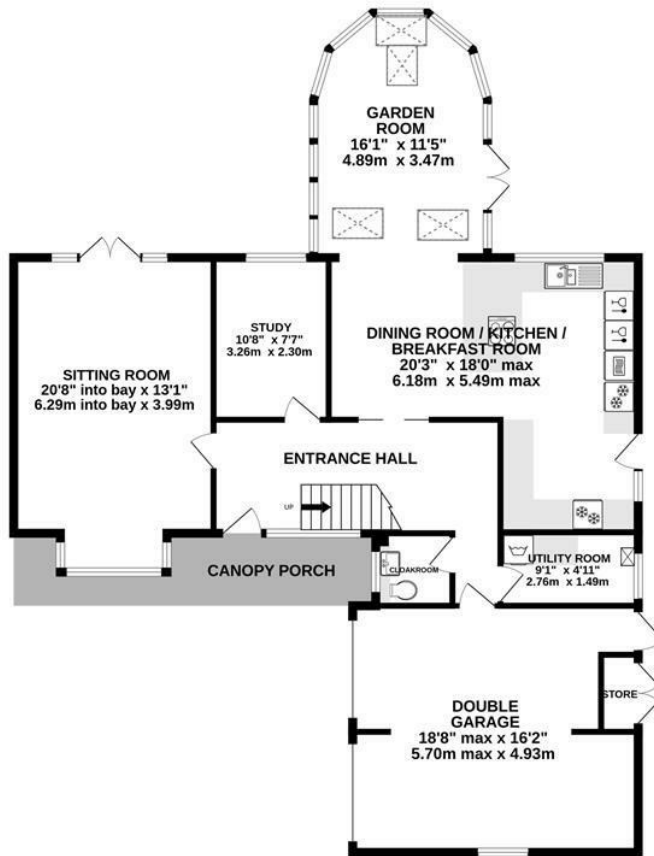 GARDEN
ROOM
16'1" x 11'5"
4.89m x 3.47m
STUDY
10'8" x 7'7"
3.26m x 2.30m
DINING ROOM / KITCHEN /
BREAKFAST ROOM
20'3" x 18'0" max
6.18m x 5.49m max
SITTING ROOM
20'8" into bay x 13'1"
6.29m into bay x 3.99m
ENTRANCE HALL
UP
CANOPY PORCH
CLOAKROOM
UTILITY ROOM
9'1" x 4'11"
2.76m x 1.49m
STORE
DOUBLE
GARAGE
18'8" max x 16'2"
5.70m max x 4.93m